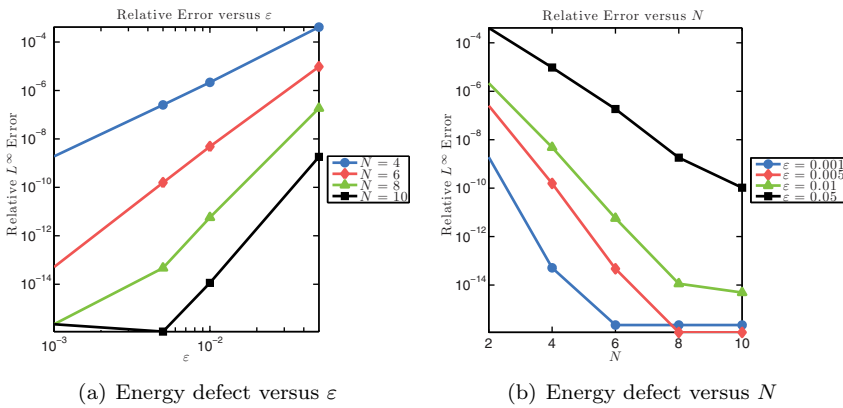 Relative Error versus ε
Relative L∞ Error
10⁻⁴
10⁻⁶
10⁻⁸
10⁻¹⁰
10⁻¹²
10⁻¹⁴
10⁻³
10⁻²
ε
N = 4
N = 6
N = 8
N = 10
(a) Energy defect versus ε
Relative Error versus N
Relative L∞ Error
10⁻⁴
10⁻⁶
10⁻⁸
10⁻¹⁰
10⁻¹²
10⁻¹⁴
2 4 6 8 10
N
ε = 0.001
ε = 0.005
ε = 0.01
ε = 0.05
(b) Energy defect versus N